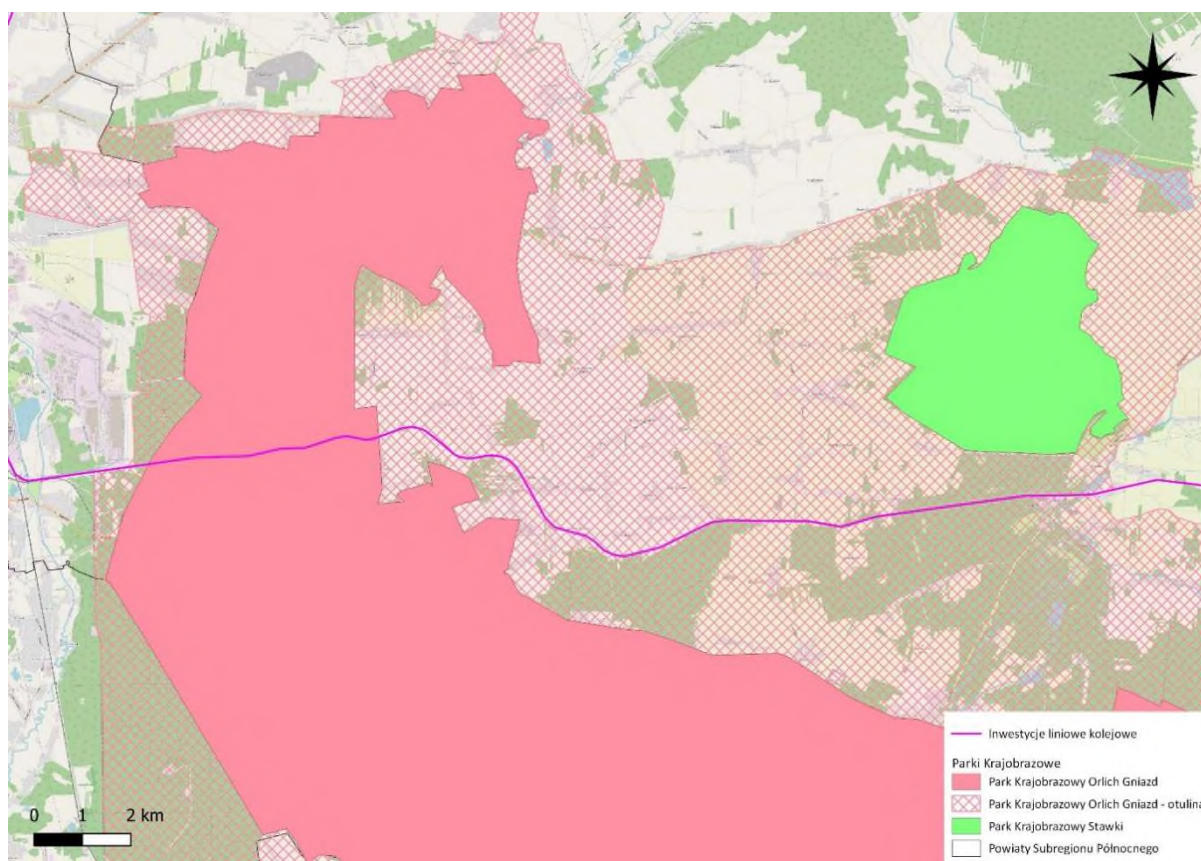 0 1 2 km
Inwestycje liniowe kolejowe
Parki Krajobrazowe
Park Krajobrazowy Orlich Gniazd
Park Krajobrazowy Orlich Gniazd - otulina
Park Krajobrazowy Stawki
Powiaty Subregionu Północnego